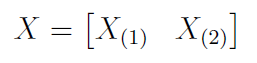 X = [X_{(1)} X_{(2)}]